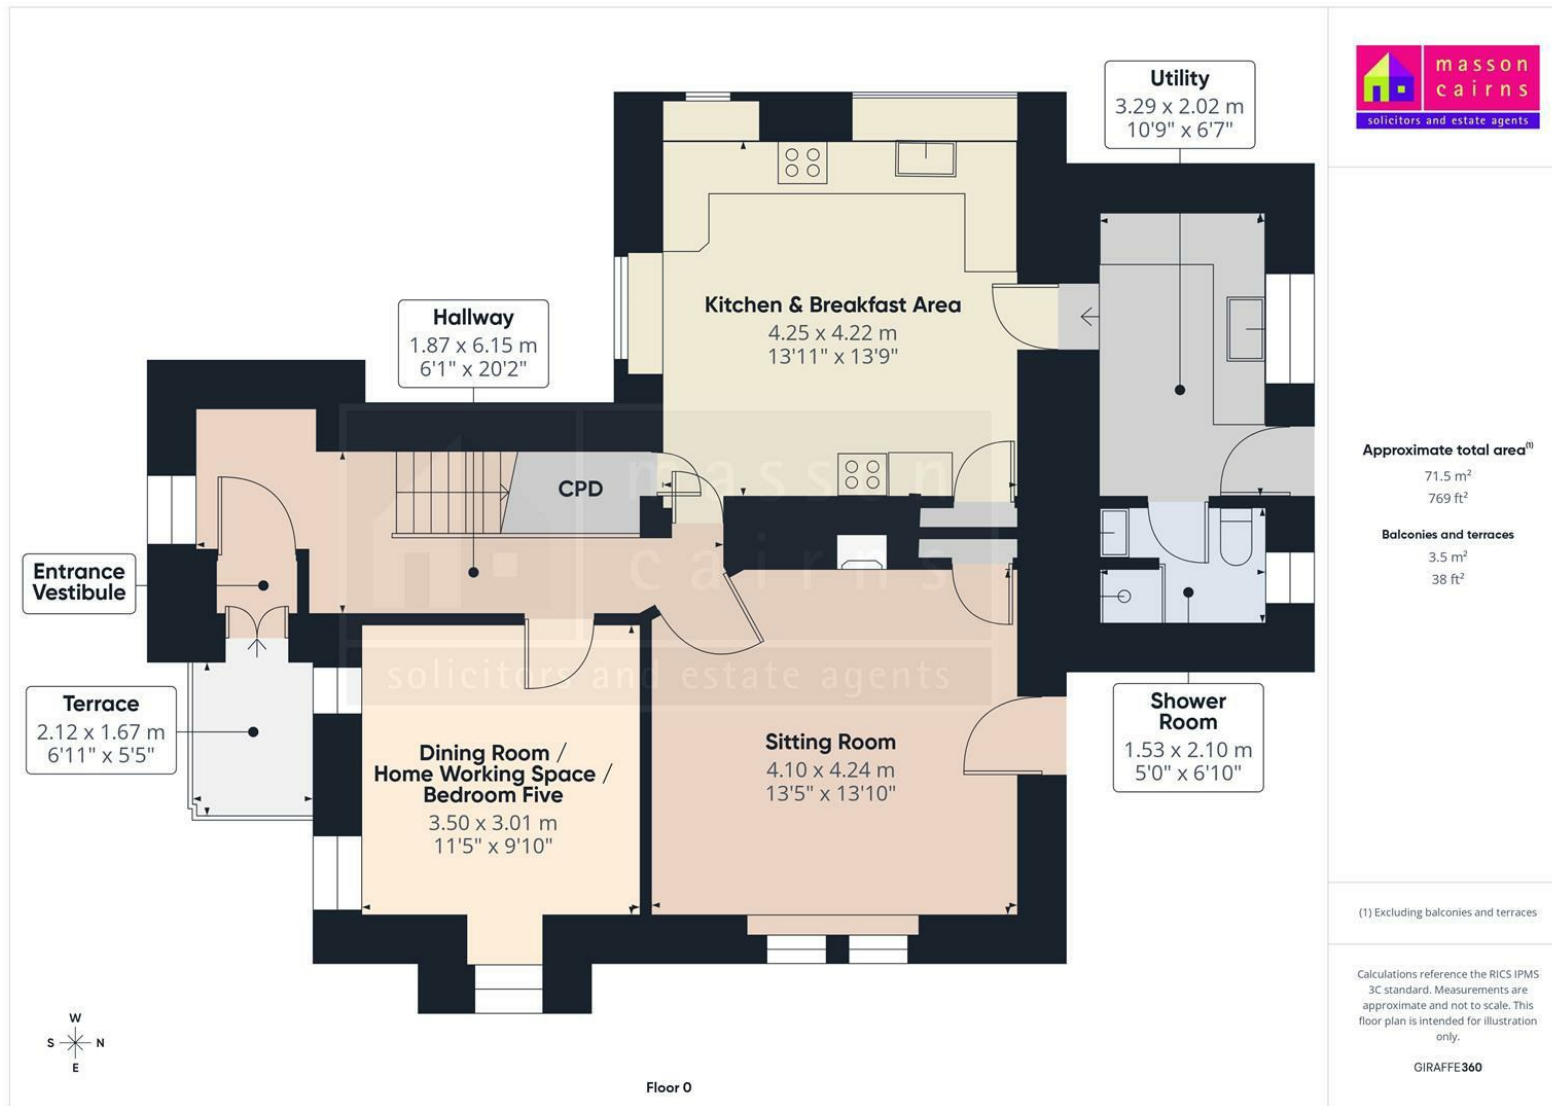 masson
cairns
solicitors and estate agents
Utility
3.29 x 2.02 m
10'9" x 6'7"
Hallway
1.87 x 6.15 m
6'1" x 20'2"
Kitchen & Breakfast Area
4.25 x 4.22 m
13'11" x 13'9"
CPD
masson
cairns
solicitors and estate agents
Entrance
Vestibule
Terrace
2.12 x 1.67 m
6'11" x 5'5"
Dining Room /
Home Working Space /
Bedroom Five
3.50 x 3.01 m
11'5" x 9'10"
Sitting Room
4.10 x 4.24 m
13'5" x 13'10"
Shower
Room
1.53 x 2.10 m
5'0" x 6'10"
Approximate total area(1)
71.5 m²
769 ft²
Balconies and terraces
3.5 m²
38 ft²
(1) Excluding balconies and terraces
Calculations reference the RICS IPMS
3C standard. Measurements are
approximate and not to scale. This
floor plan is intended for illustration
only.
GIRAFFE360
W
S N
E
Floor 0